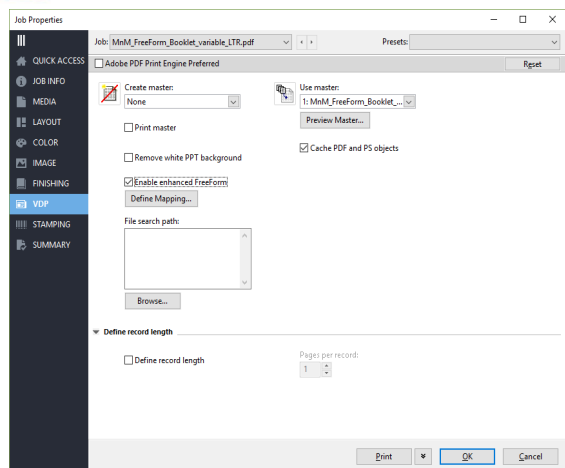 Job Properties
Job: MnM_FreeForm_Booklet_variable_LTR.pdf
Presets:
Adobe PDF Print Engine Preferred
Reset
QUICK ACCESS
JOB INFO
MEDIA
LAYOUT
COLOR
IMAGE
FINISHING
VDP
STAMPING
SUMMARY
Create master:
None
Print master
Remove white PPT background
Enable enhanced FreeForm
Define Mapping...
File search path:
Browse...
Use master:
1: MnM_FreeForm_Booklet_...
Preview Master...
Cache PDF and PS objects
Define record length
Define record length
Pages per record:
1
Print
OK
Cancel